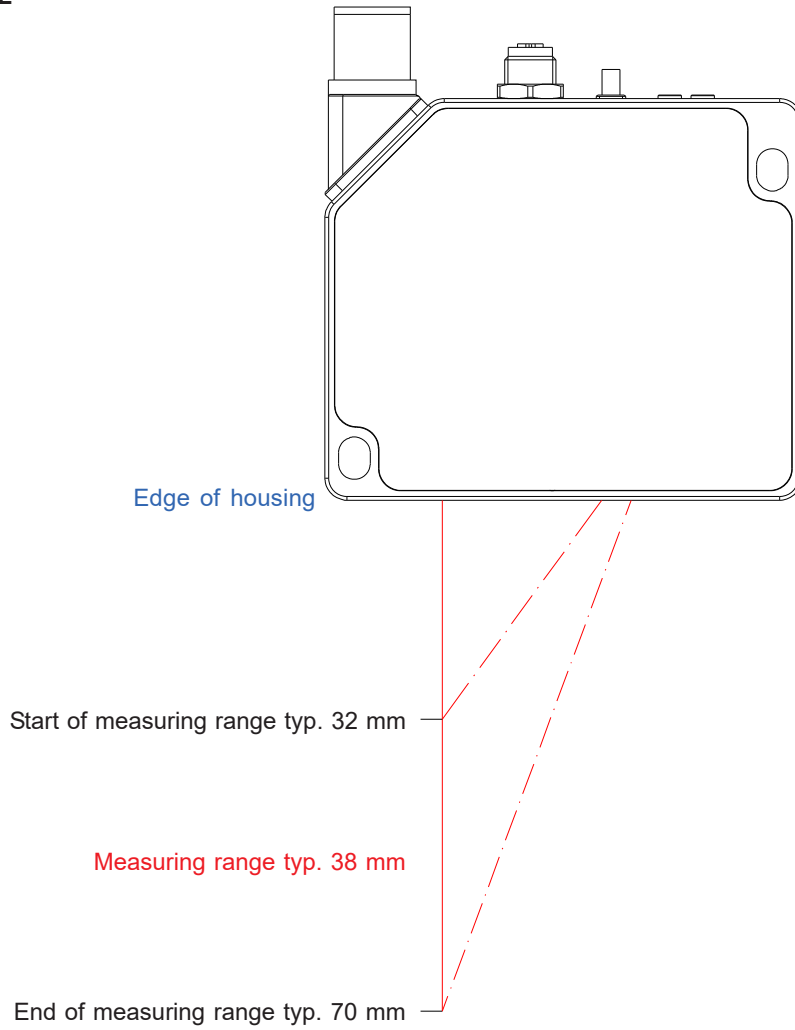 Edge of housing
Start of measuring range typ. 32 mm
Measuring range typ. 38 mm
End of measuring range typ. 70 mm